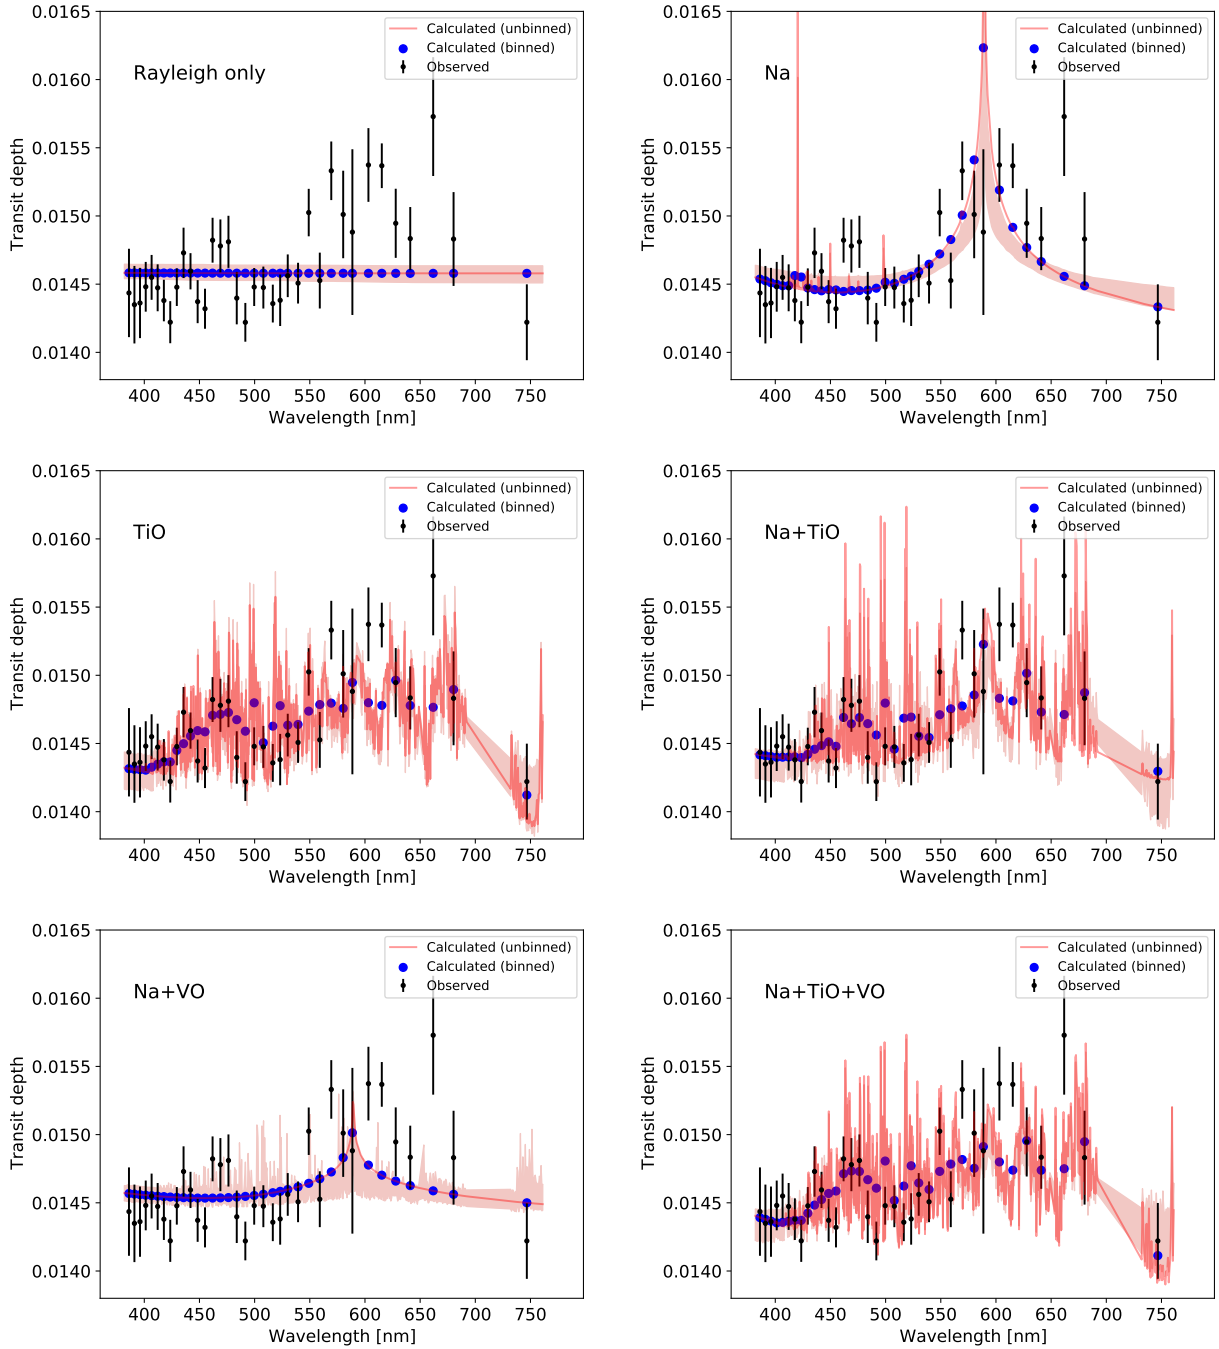 0.0165
0.0160
0.0155
0.0150
0.0145
0.0140
Transit depth
Rayleigh only
Calculated (unbinned)
Calculated (binned)
Observed
400 450 500 550 600 650 700 750
Wavelength [nm]
0.0165
0.0160
0.0155
0.0150
0.0145
0.0140
Transit depth
Na
Calculated (unbinned)
Calculated (binned)
Observed
400 450 500 550 600 650 700 750
Wavelength [nm]
0.0165
0.0160
0.0155
0.0150
0.0145
0.0140
Transit depth
TiO
Calculated (unbinned)
Calculated (binned)
Observed
400 450 500 550 600 650 700 750
Wavelength [nm]
0.0165
0.0160
0.0155
0.0150
0.0145
0.0140
Transit depth
Na+TiO
Calculated (unbinned)
Calculated (binned)
Observed
400 450 500 550 600 650 700 750
Wavelength [nm]
0.0165
0.0160
0.0155
0.0150
0.0145
0.0140
Transit depth
Na+VO
Calculated (unbinned)
Calculated (binned)
Observed
400 450 500 550 600 650 700 750
Wavelength [nm]
0.0165
0.0160
0.0155
0.0150
0.0145
0.0140
Transit depth
Na+TiO+VO
Calculated (unbinned)
Calculated (binned)
Observed
400 450 500 550 600 650 700 750
Wavelength [nm]